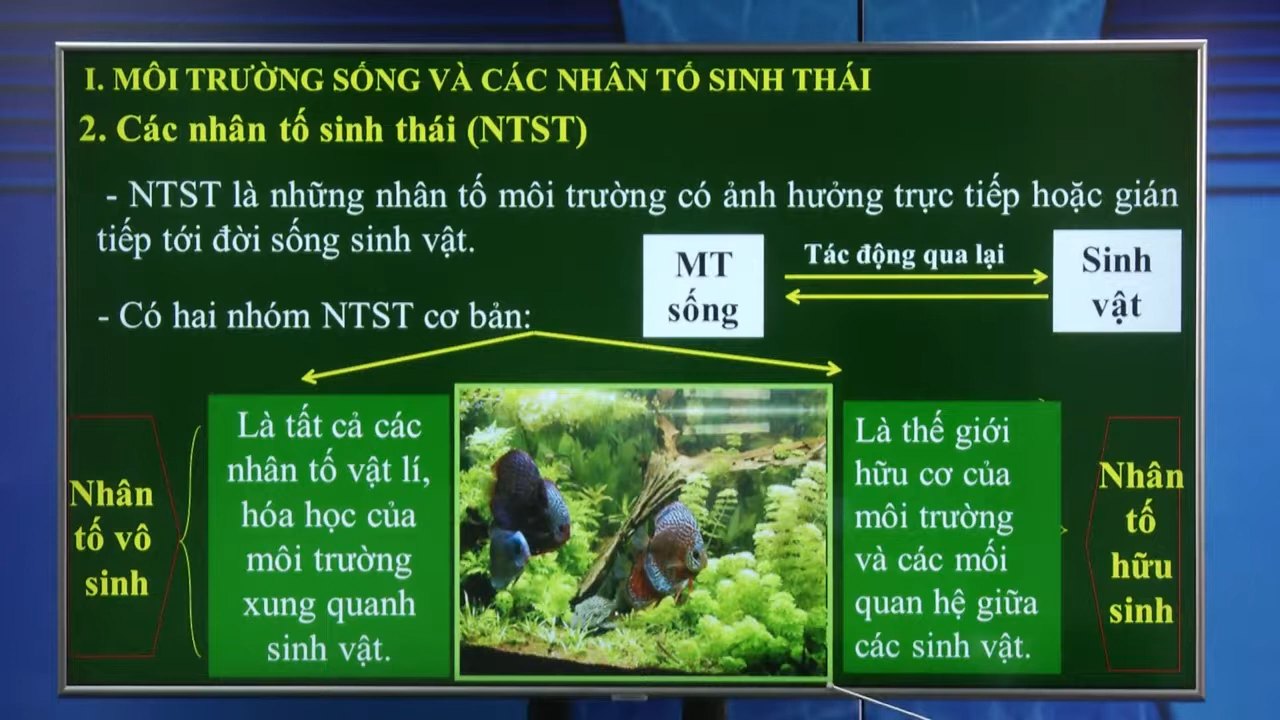 I. MÔI TRƯỜNG SỐNG VÀ CÁC NHÂN TỐ SINH THÁI
2. Các nhân tố sinh thái (NTST)
- NTST là những nhân tố môi trường có ảnh hưởng trực tiếp hoặc gián
tiếp tới đời sống sinh vật.
MT
sống
Tác động qua lại
Sinh
vật
- Có hai nhóm NTST cơ bản:
Nhân
tố vô
sinh
Là tất cả các
nhân tố vật lí,
hóa học của
môi trường
xung quanh
sinh vật.
Là thế giới
hữu cơ của
môi trường
và các mối
quan hệ giữa
các sinh vật.
Nhân
tố
hữu
sinh